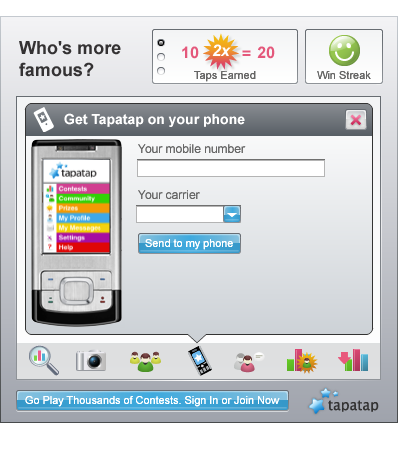 Who's more
famous?
10 2x = 20
Taps Earned
Win Streak
Get Tapatap on your phone
Your mobile number
tapatap
Contests
Community
Prizes
My Profile
My Messages
Settings
? Help
Your carrier
Send to my phone
Go Play Thousands of Contests. Sign In or Join Now
tapatap